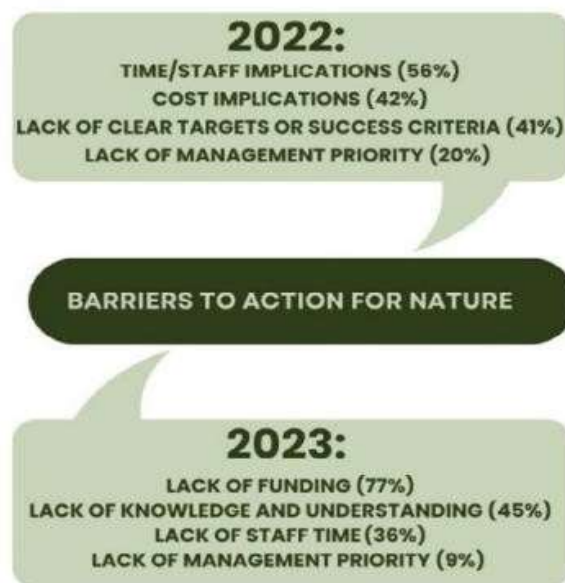 2022:
TIME/STAFF IMPLICATIONS (56%)
COST IMPLICATIONS (42%)
LACK OF CLEAR TARGETS OR SUCCESS CRITERIA (41%)
LACK OF MANAGEMENT PRIORITY (20%)
BARRIERS TO ACTION FOR NATURE
2023:
LACK OF FUNDING (77%)
LACK OF KNOWLEDGE AND UNDERSTANDING (45%)
LACK OF STAFF TIME (36%)
LACK OF MANAGEMENT PRIORITY (9%)